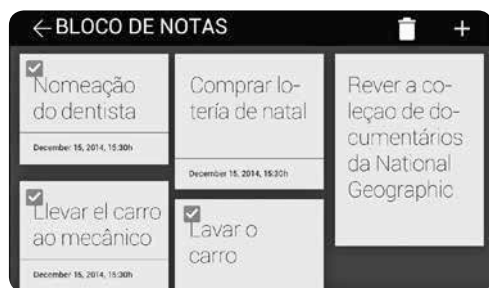 BLOCO DE NOTAS
Nomeação
do dentista
December 15, 2014, 15:30h
Comprar lo-
tería de natal
December 15, 2014, 15:30h
Rever a co-
leçao de do-
cumentários
da National
Geographic
Llevar el carro
ao mecânico
December 15, 2014, 15:30h
Lavar o
carro